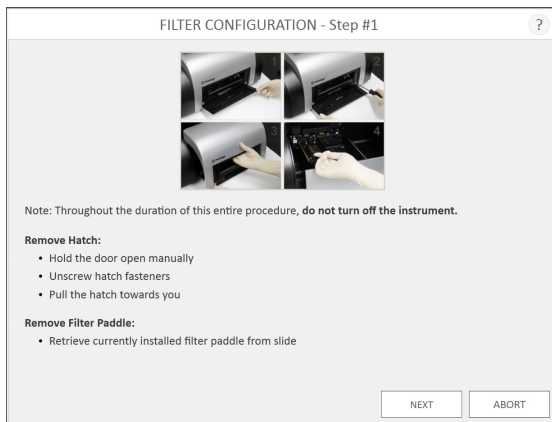 FILTER CONFIGURATION - Step #1
?
1
2
3
4
Note: Throughout the duration of this entire procedure, do not turn off the instrument.
Remove Hatch:
• Hold the door open manually
• Unscrew hatch fasteners
• Pull the hatch towards you
Remove Filter Paddle:
• Retrieve currently installed filter paddle from slide
NEXT
ABORT